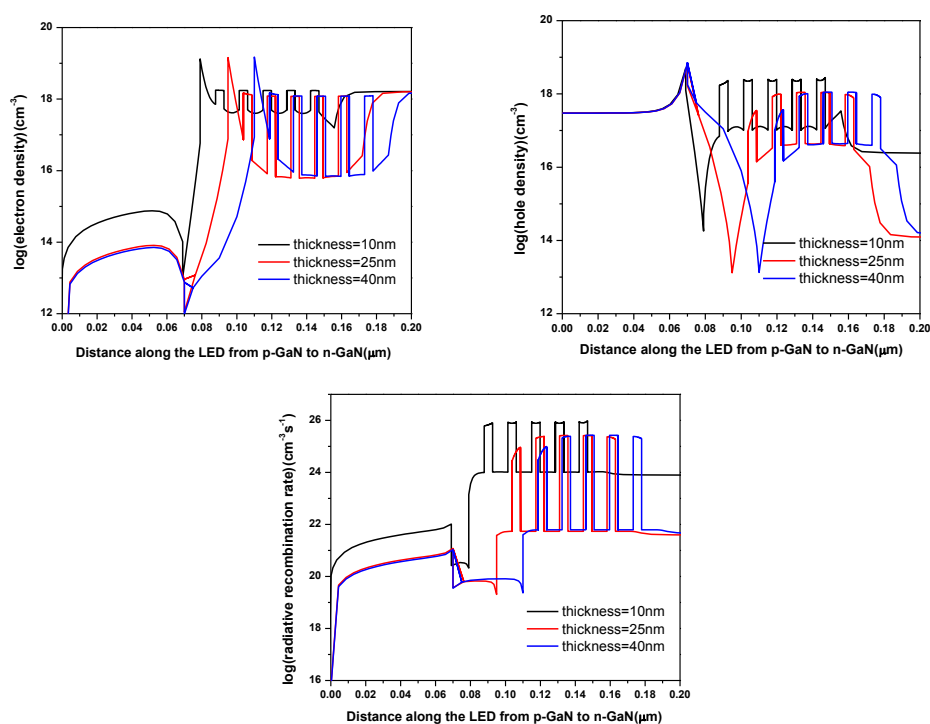 log(electron density)(cm⁻³)
20
18
16
14
12
0.00 0.02 0.04 0.06 0.08 0.10 0.12 0.14 0.16 0.18 0.20
thickness=10nm
thickness=25nm
thickness=40nm
Distance along the LED from p-GaN to n-GaN(μm)
log(hole density)(cm⁻³)
20
18
16
14
12
0.00 0.02 0.04 0.06 0.08 0.10 0.12 0.14 0.16 0.18 0.20
thickness=10nm
thickness=25nm
thickness=40nm
Distance along the LED from p-GaN to n-GaN(μm)
log(radiative recombination rate)(cm⁻³s⁻¹)
26
24
22
20
18
16
0.00 0.02 0.04 0.06 0.08 0.10 0.12 0.14 0.16 0.18 0.20
thickness=10nm
thickness=25nm
thickness=40nm
Distance along the LED from p-GaN to n-GaN(μm)